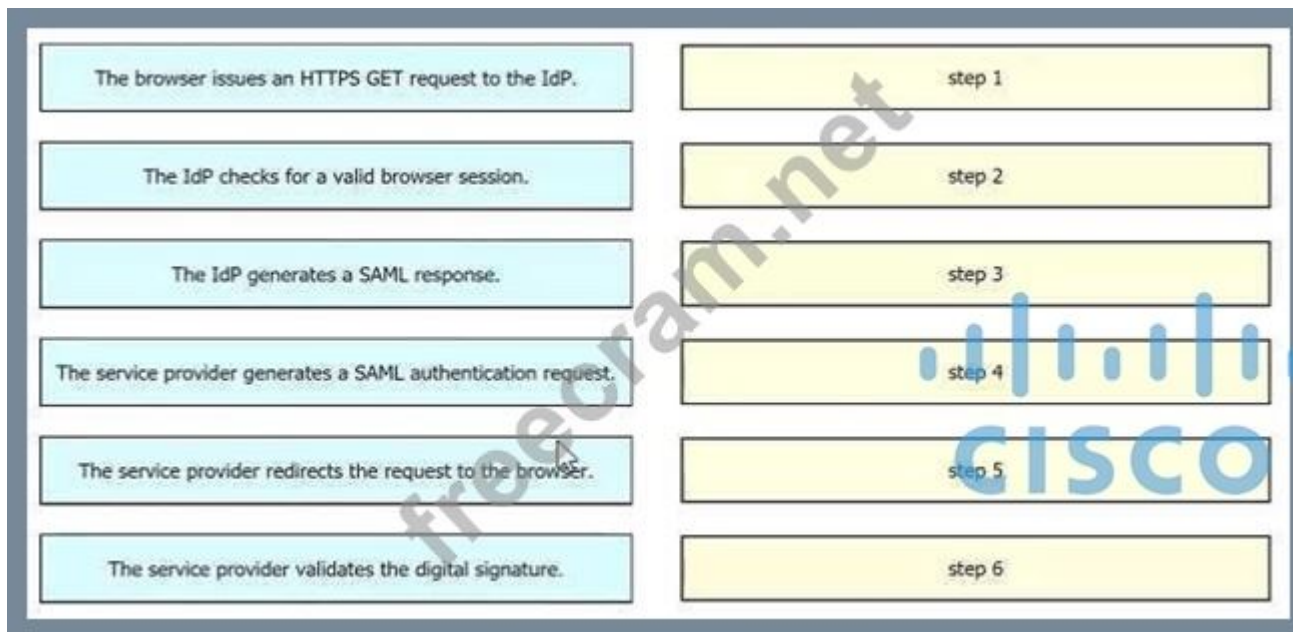 The browser issues an HTTPS GET request to the IdP.
step 1
The IdP checks for a valid browser session.
step 2
The IdP generates a SAML response.
step 3
The service provider generates a SAML authentication request.
step 4
The service provider redirects the request to the browser.
step 5
The service provider validates the digital signature.
step 6
freecram.net
CISCO